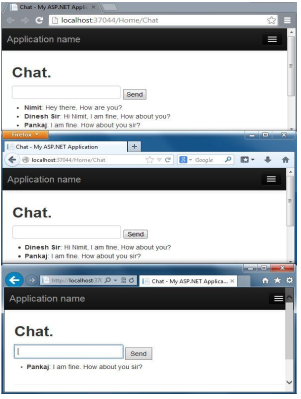 Chat - My ASP.NET Applic
localhost:37044/Home/Chat
Application name
Chat.
Send
Nimit: Hey there. How are you?
Dinesh Sir: Hi Nimit, I am fine, How about you?
Pankaj: I am fine. How about you sir?
Firefox
Chat - My ASP.NET Application
localhost:37044/Home/Chat
Google
Application name
Chat.
Send
Dinesh Sir: Hi Nimit, I am fine, How about you?
Pankaj: I am fine. How about you sir?
http://localhost:370
Chat - My ASP.NET Applica...
Application name
Chat.
Send
Pankaj: I am fine. How about you sir?